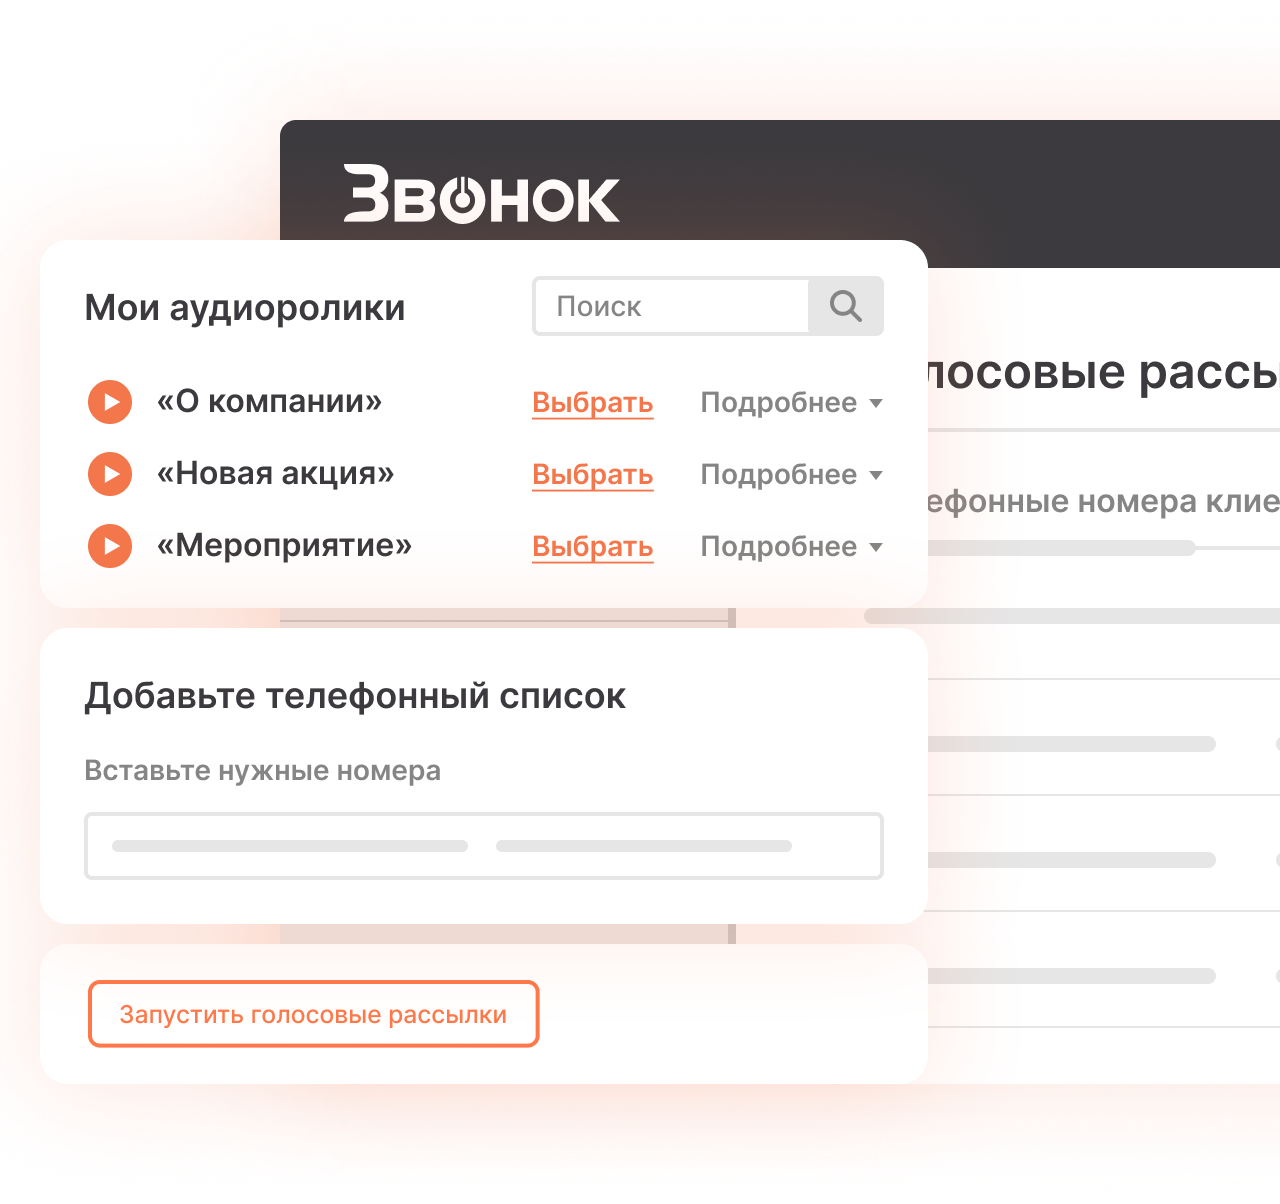 Звонок
Мои аудиоролики
Поиск
«О компании» Выбрать Подробнее
«Новая акция» Выбрать Подробнее
«Мероприятие» Выбрать Подробнее
лосовые рассы
ефонные номера клие
Добавьте телефонный список
Вставьте нужные номера
Запустить голосовые рассылки